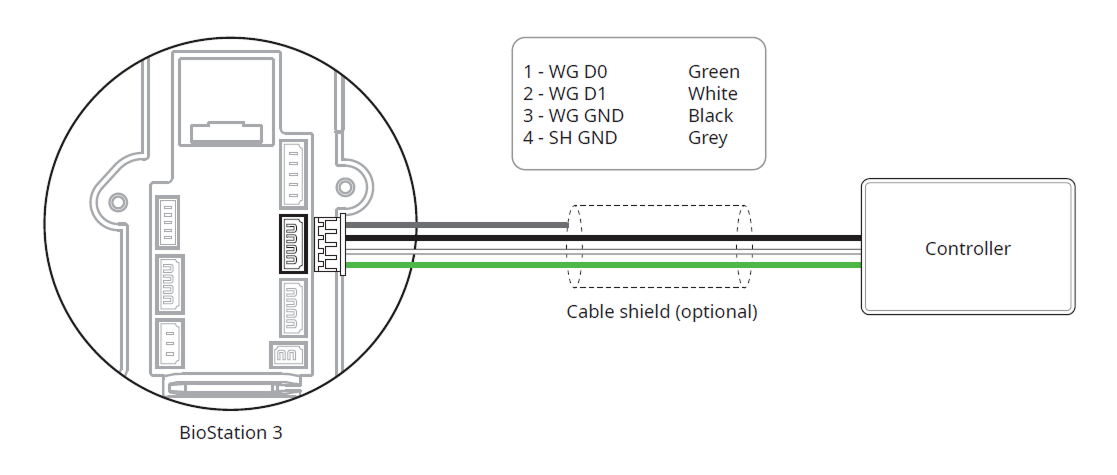 1 - WG D0 Green
2 - WG D1 White
3 - WG GND Black
4 - SH GND Grey
Controller
Cable shield (optional)
BioStation 3